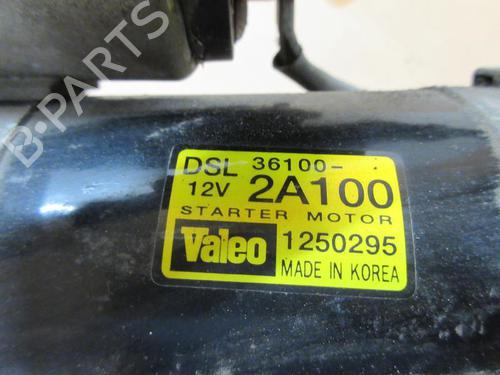 B-PARTS
DSL 36100-
12V 2A100
STARTER MOTOR
Valeo 1250295
MADE IN KOREA